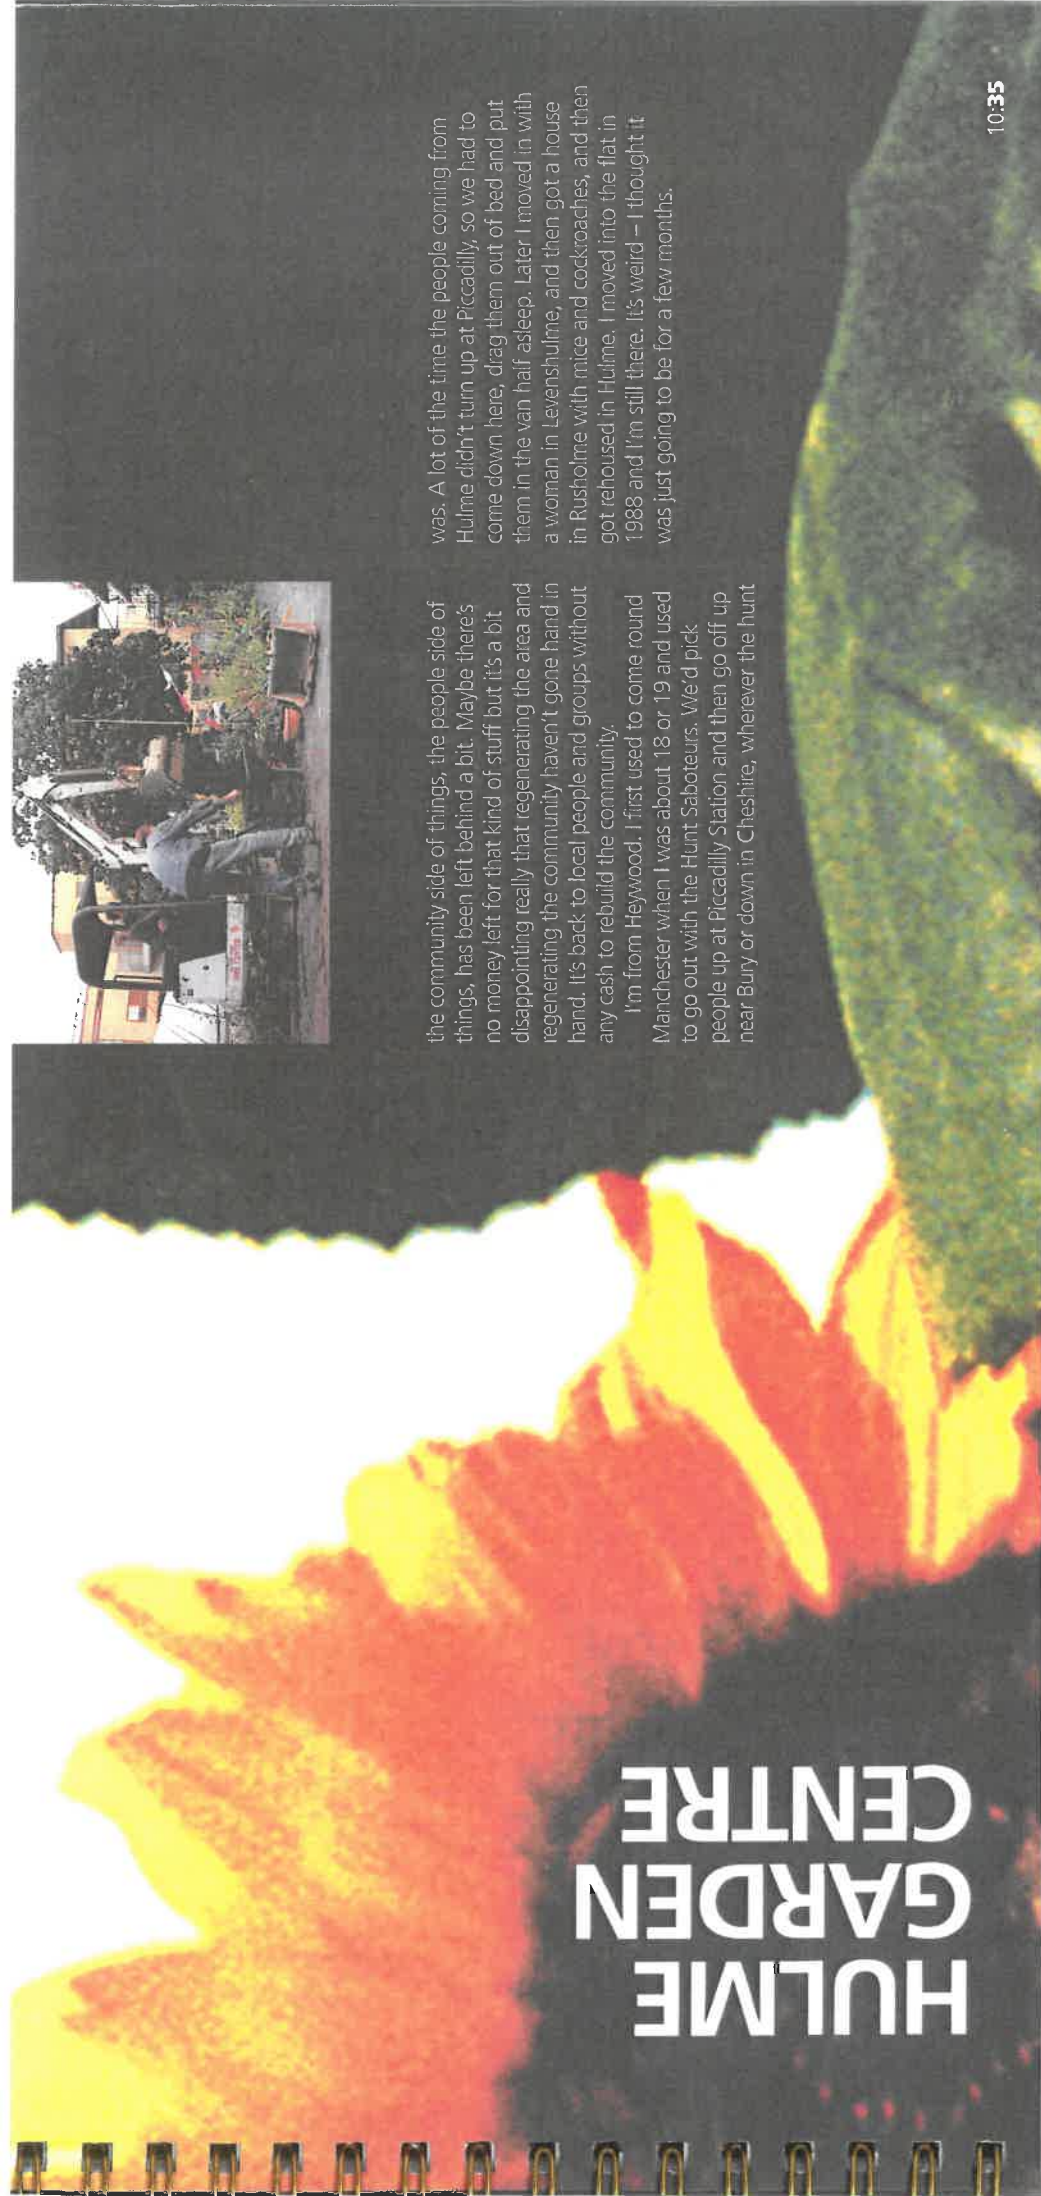 HULME
GARDEN
CENTRE
the community side of things, the people side of
things, has been left behind a bit. Maybe there's
no money left for that kind of stuff but it's a bit
disappointing really that regenerating the area and
regenerating the community haven't gone hand in
hand. It's back to local people and groups without
any cash to rebuild the community.
I'm from Heywood. I first used to come round
Manchester when I was about 18 or 19 and used
to go out with the Hunt Saboteurs. We'd pick
people up at Piccadilly Station and then go off up
near Bury or down in Cheshire, wherever the hunt
was. A lot of the time the people coming from
Hulme didn't turn up at Piccadilly, so we had to
come down here, drag them out of bed and put
them in the van half asleep. Later I moved in with
a woman in Levenshulme, and then got a house
in Rusholme with mice and cockroaches, and then
got rehoused in Hulme. I moved into the flat in
1988 and I'm still there. It's weird – I thought it
was just going to be for a few months.
10:35